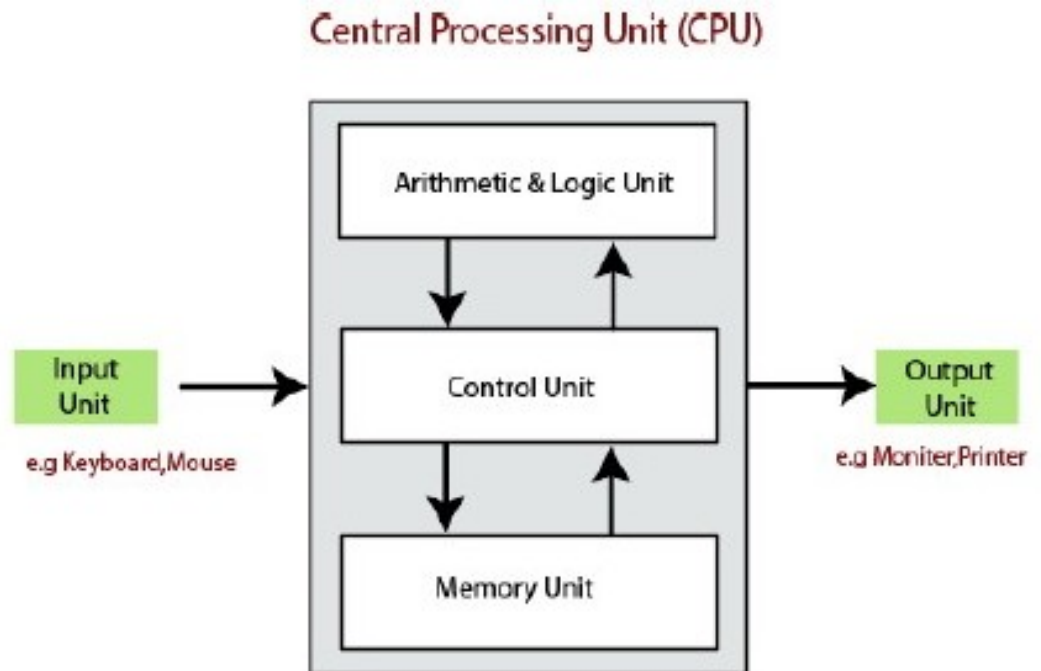 Central Processing Unit (CPU)
Arithmetic & Logic Unit
Input
Unit
e.g Keyboard,Mouse
Control Unit
Output
Unit
e.g Moniter,Printer
Memory Unit